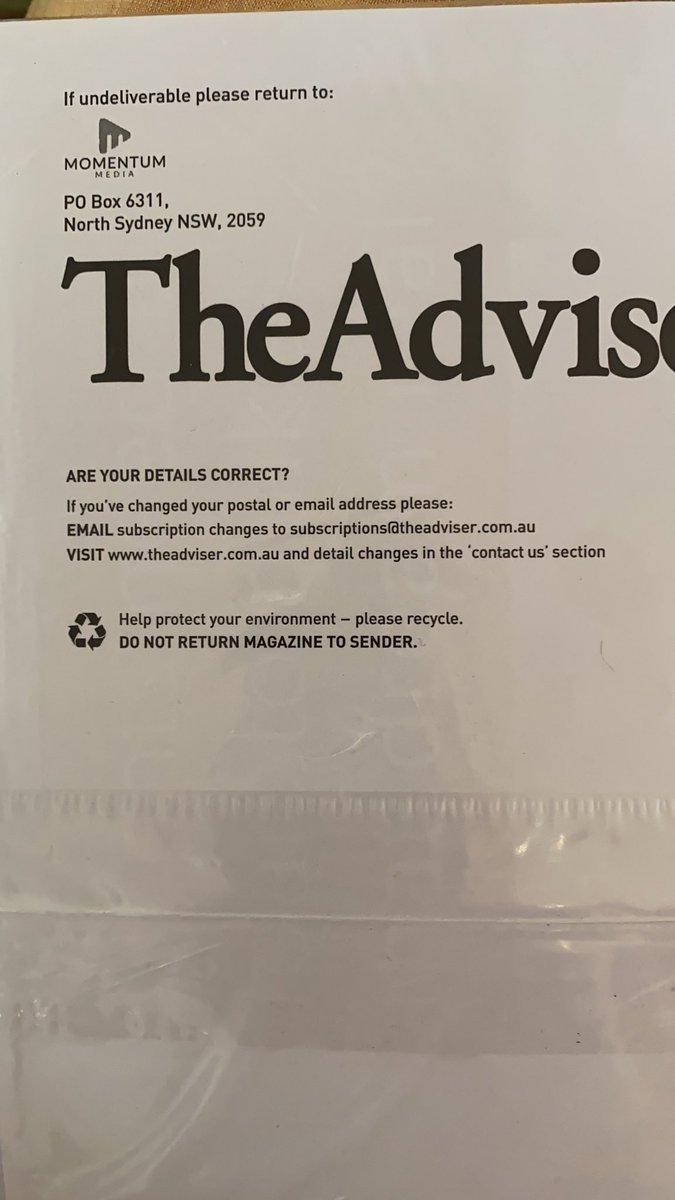 If undeliverable please return to:
MOMENTUM
MEDIA
PO Box 6311,
North Sydney NSW, 2059
TheAdvise
ARE YOUR DETAILS CORRECT?
If you've changed your postal or email address please:
EMAIL subscription changes to subscriptions@theadviser.com.au
VISIT www.theadviser.com.au and detail changes in the 'contact us' section
Help protect your environment – please recycle.
DO NOT RETURN MAGAZINE TO SENDER.